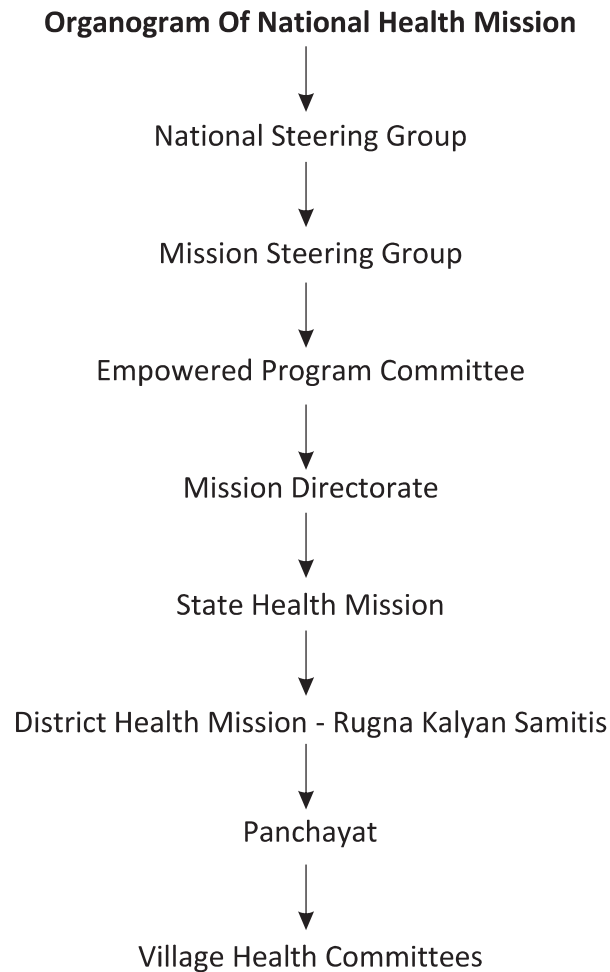 Organogram Of National Health Mission
National Steering Group
Mission Steering Group
Empowered Program Committee
Mission Directorate
State Health Mission
District Health Mission - Rugna Kalyan Samitis
Panchayat
Village Health Committees